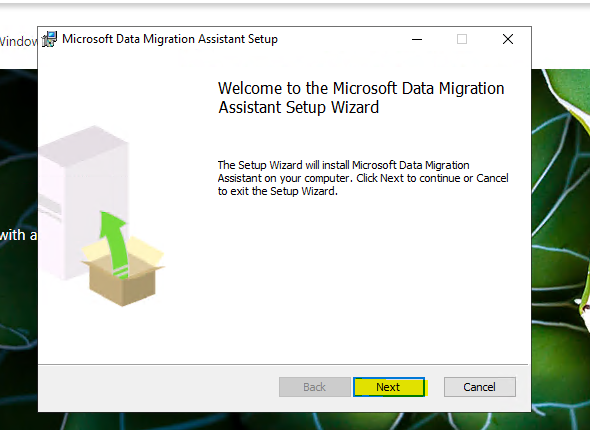 Microsoft Data Migration Assistant Setup
Welcome to the Microsoft Data Migration
Assistant Setup Wizard
The Setup Wizard will install Microsoft Data Migration
Assistant on your computer. Click Next to continue or Cancel
to exit the Setup Wizard.
with a
Back Next Cancel